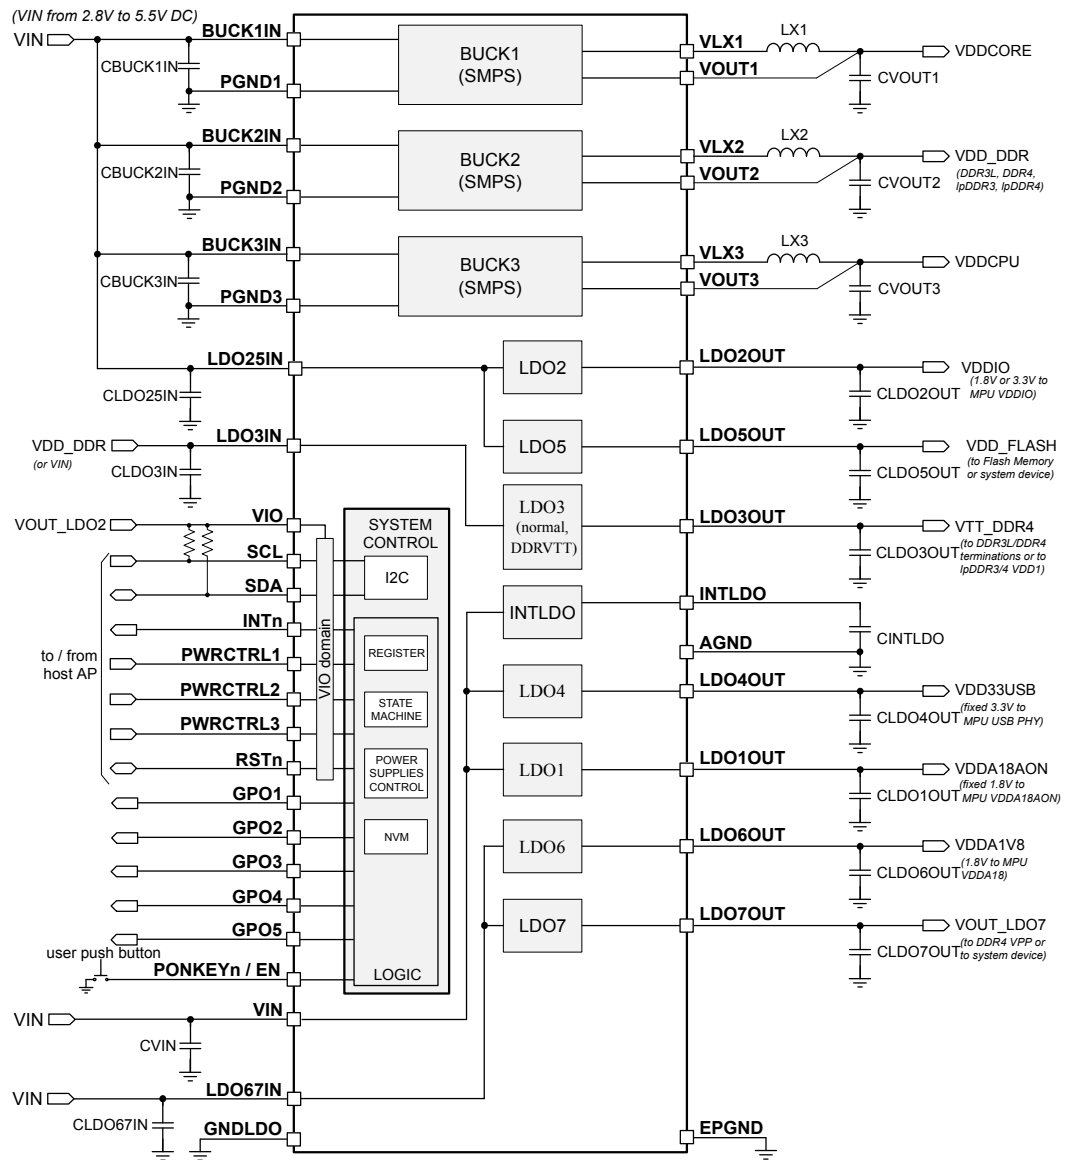 (VIN from 2.8V to 5.5V DC)
VIN
BUCK1IN
CBUCK1IN
PGND1
BUCK1
(SMPS)
VLX1
LX1
VOUT1
VDDCORE
CVOUT1
BUCK2IN
CBUCK2IN
PGND2
BUCK2
(SMPS)
VLX2
LX2
VOUT2
VDD_DDR
(DDR3L, DDR4,
lpDDR3, lpDDR4)
CVOUT2
BUCK3IN
CBUCK3IN
PGND3
BUCK3
(SMPS)
VLX3
LX3
VOUT3
VDDCPU
CVOUT3
LDO25IN
CLDO25IN
LDO2
LDO2OUT
VDDIO
(1.8V or 3.3V to
MPU VDDIO)
CLDO2OUT
VDD_DDR
(or VIN)
LDO3IN
CLDO3IN
LDO5
LDO5OUT
VDD_FLASH
(to Flash Memory
or system device)
CLDO5OUT
LDO3
(normal,
DDRVTT)
LDO3OUT
VTT_DDR4
(to DDR3L/DDR4
terminations or to
lpDDR3/4 VDD1)
CLDO3OUT
VOUT_LDO2
VIO
SCL
SDA
INTn
PWRCTRL1
PWRCTRL2
PWRCTRL3
RSTn
to / from
host AP
GPO1
GPO2
GPO3
GPO4
GPO5
user push button
PONKEYn / EN
VIO domain
SYSTEM
CONTROL
I2C
REGISTER
STATE
MACHINE
POWER
SUPPLIES
CONTROL
NVM
LOGIC
INTLDO
INTLDO
AGND
CINTLDO
LDO4
LDO4OUT
VDD33USB
(fixed 3.3V to
MPU USB PHY)
CLDO4OUT
LDO1
LDO1OUT
VDDA18AON
(fixed 1.8V to
MPU VDDA18AON)
CLDO1OUT
LDO6
LDO6OUT
VDDA1V8
(1.8V to MPU
VDDA18)
CLDO6OUT
LDO7
LDO7OUT
VOUT_LDO7
(to DDR4 VPP or
to system device)
CLDO7OUT
VIN
VIN
CVIN
VIN
LDO67IN
CLDO67IN
GNDLDO
EPGND